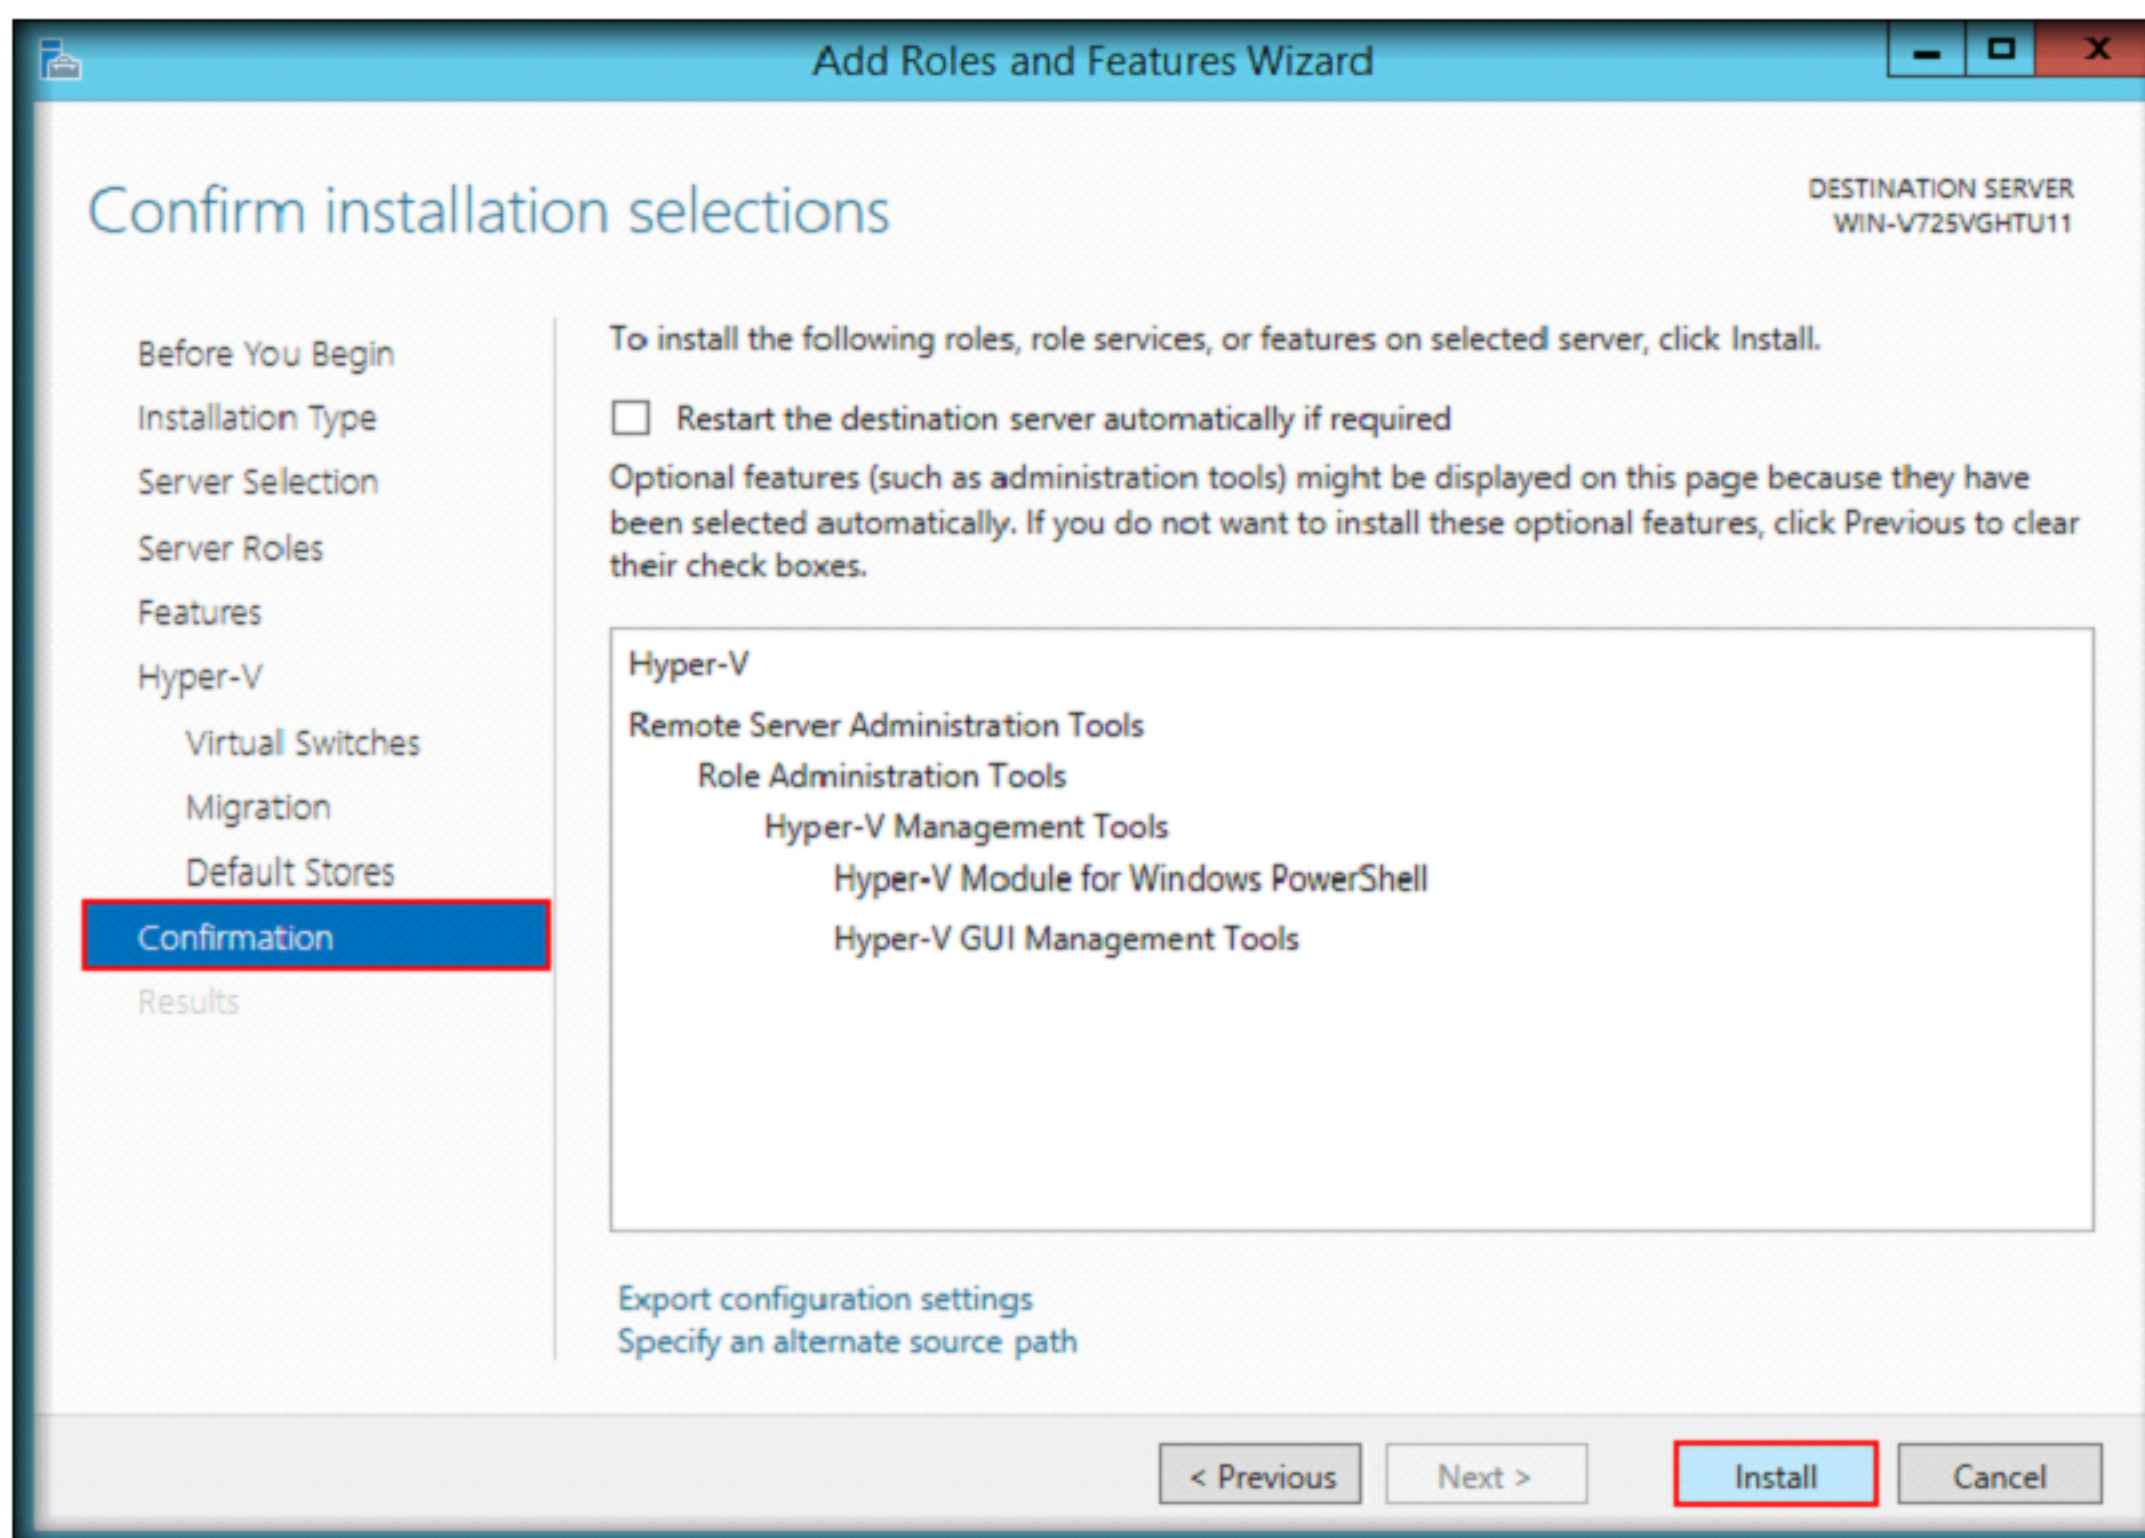 Add Roles and Features Wizard
Confirm installation selections
DESTINATION SERVER
WIN-V725VGHTU11
Before You Begin
Installation Type
Server Selection
Server Roles
Features
Hyper-V
Virtual Switches
Migration
Default Stores
Confirmation
Results
To install the following roles, role services, or features on selected server, click Install.
Restart the destination server automatically if required
Optional features (such as administration tools) might be displayed on this page because they have
been selected automatically. If you do not want to install these optional features, click Previous to clear
their check boxes.
Hyper-V
Remote Server Administration Tools
Role Administration Tools
Hyper-V Management Tools
Hyper-V Module for Windows PowerShell
Hyper-V GUI Management Tools
Export configuration settings
Specify an alternate source path
< Previous
Next >
Install
Cancel